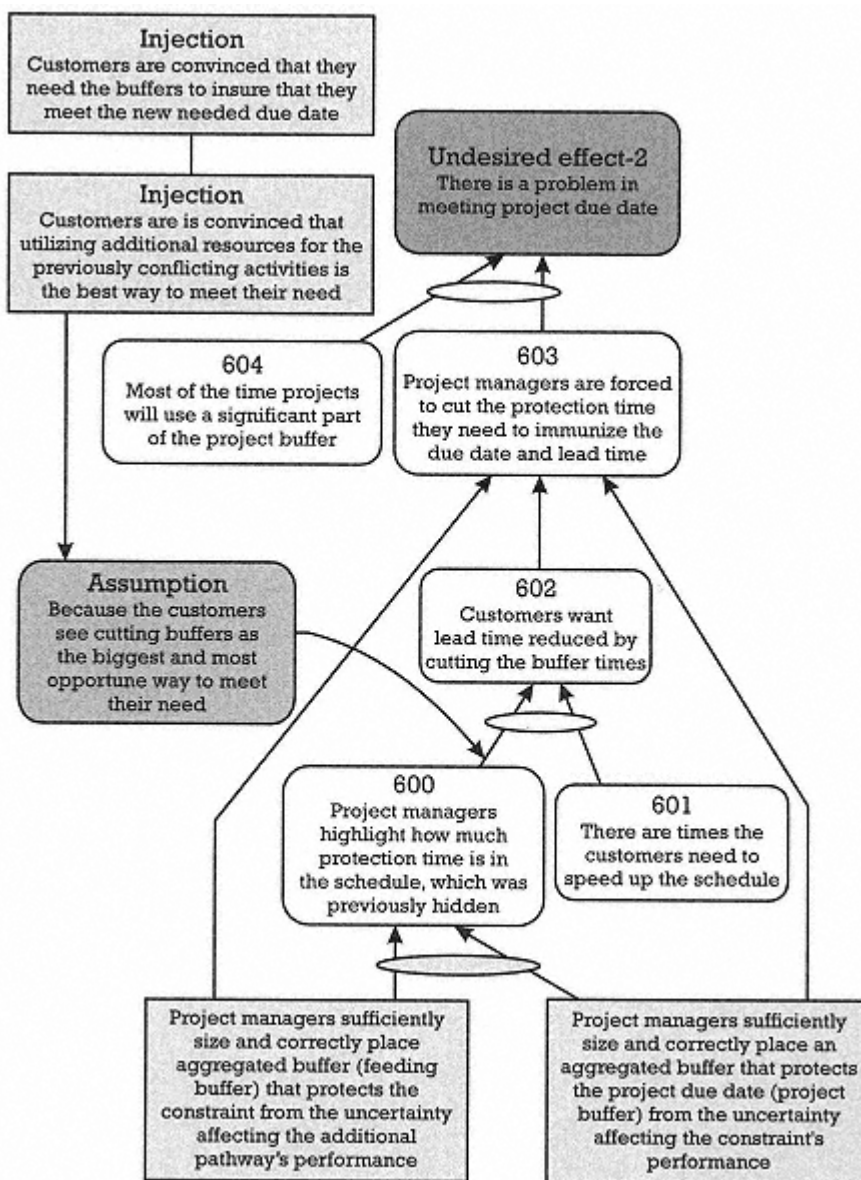 Injection
Customers are convinced that they
need the buffers to insure that they
meet the new needed due date
Undesired effect-2
There is a problem in
meeting project due date
Injection
Customers are is convinced that
utilizing additional resources for the
previously conflicting activities is
the best way to meet their need
604
Most of the time projects
will use a significant part
of the project buffer
603
Project managers are forced
to cut the protection time
they need to immunize the
due date and lead time
Assumption
Because the customers
see cutting buffers as
the biggest and most
opportune way to meet
their need
602
Customers want
lead time reduced by
cutting the buffer times
600
Project managers
highlight how much
protection time is in
the schedule, which was
previously hidden
601
There are times the
customers need to
speed up the schedule
Project managers sufficiently
size and correctly place
aggregated buffer (feeding
buffer) that protects the
constraint from the uncertainty
affecting the additional
pathway's performance
Project managers sufficiently
size and correctly place an
aggregated buffer that protects
the project due date (project
buffer) from the uncertainty
affecting the constraint's
performance